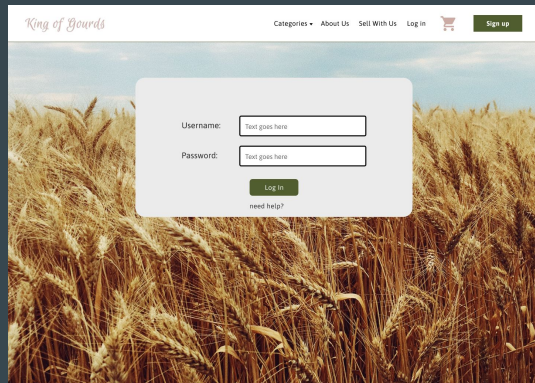 King of Gourds
Categories ▾ About Us Sell With Us Log in Sign up
Username: Text goes here
Password: Text goes here
Log In
need help?